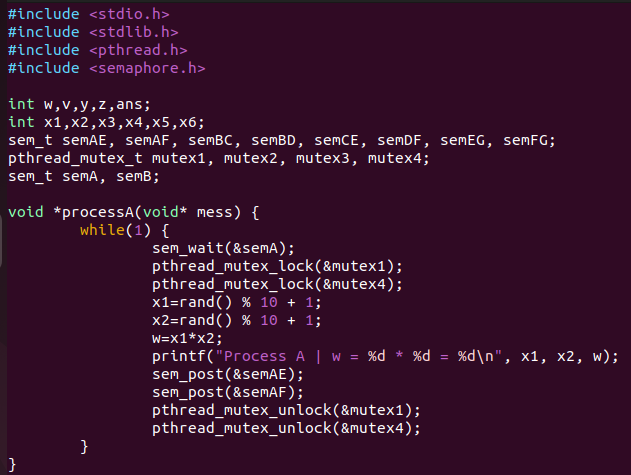 #include <stdio.h>
#include <stdlib.h>
#include <pthread.h>
#include <semaphore.h>

int w,v,y,z,ans;
int x1,x2,x3,x4,x5,x6;
sem_t semAE, semAF, semBC, semBD, semCE, semDF, semEG, semFG;
pthread_mutex_t mutex1, mutex2, mutex3, mutex4;
sem_t semA, semB;

void *processA(void* mess) {
        while(1) {
                sem_wait(&semA);
                pthread_mutex_lock(&mutex1);
                pthread_mutex_lock(&mutex4);
                x1=rand() % 10 + 1;
                x2=rand() % 10 + 1;
                w=x1*x2;
                printf("Process A | w = %d * %d = %d\n", x1, x2, w);
                sem_post(&semAE);
                sem_post(&semAF);
                pthread_mutex_unlock(&mutex1);
                pthread_mutex_unlock(&mutex4);
        }
}